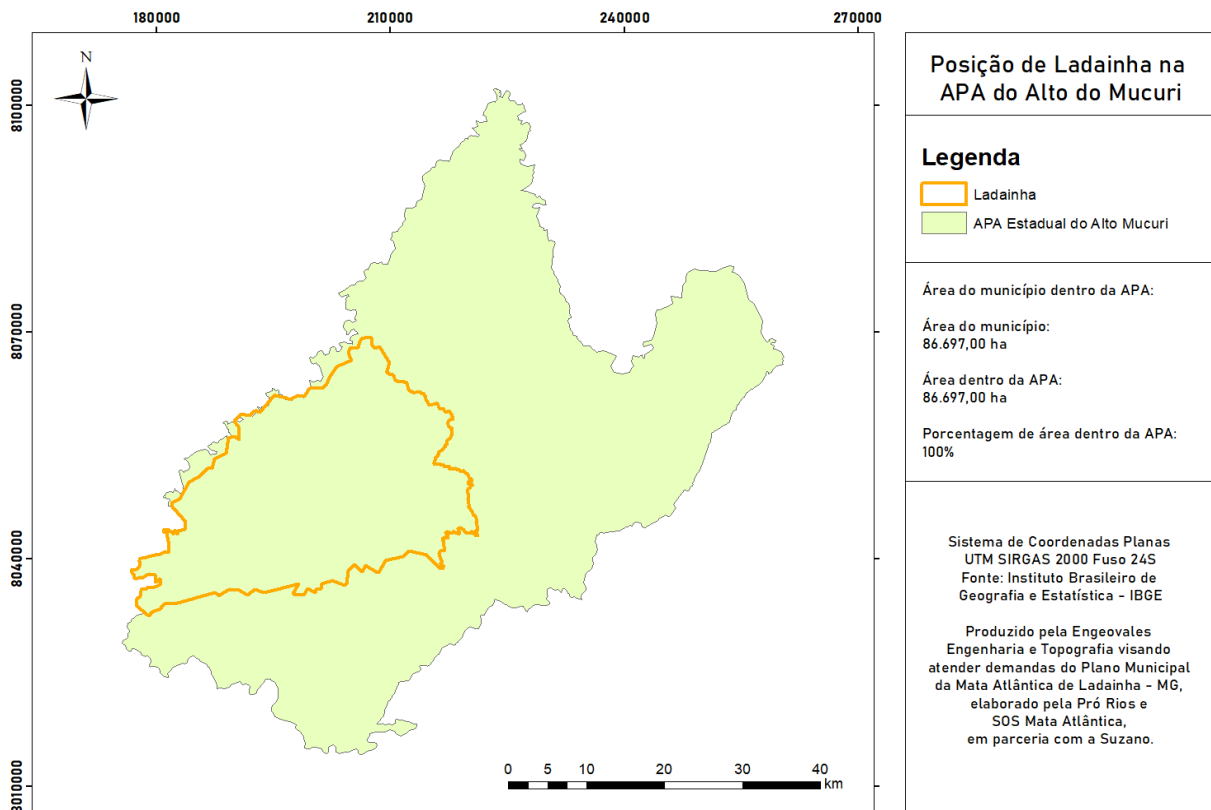 180000
210000
240000
270000
N
8100000
8070000
8040000
8010000
0
5
10
20
30
40
km
Posição de Ladainha na
APA do Alto do Mucuri
Legenda
Ladainha
APA Estadual do Alto Mucuri
Área do município dentro da APA:
Área do município:
86.697,00 ha
Área dentro da APA:
86.697,00 ha
Porcentagem de área dentro da APA:
100%
Sistema de Coordenadas Planas
UTM SIRGAS 2000 Fuso 24S
Fonte: Instituto Brasileiro de
Geografia e Estatística - IBGE
Produzido pela Engeovales
Engenharia e Topografia visando
atender demandas do Plano Municipal
da Mata Atlântica de Ladainha - MG,
elaborado pela Pró Rios e
SOS Mata Atlântica,
em parceria com a Suzano.